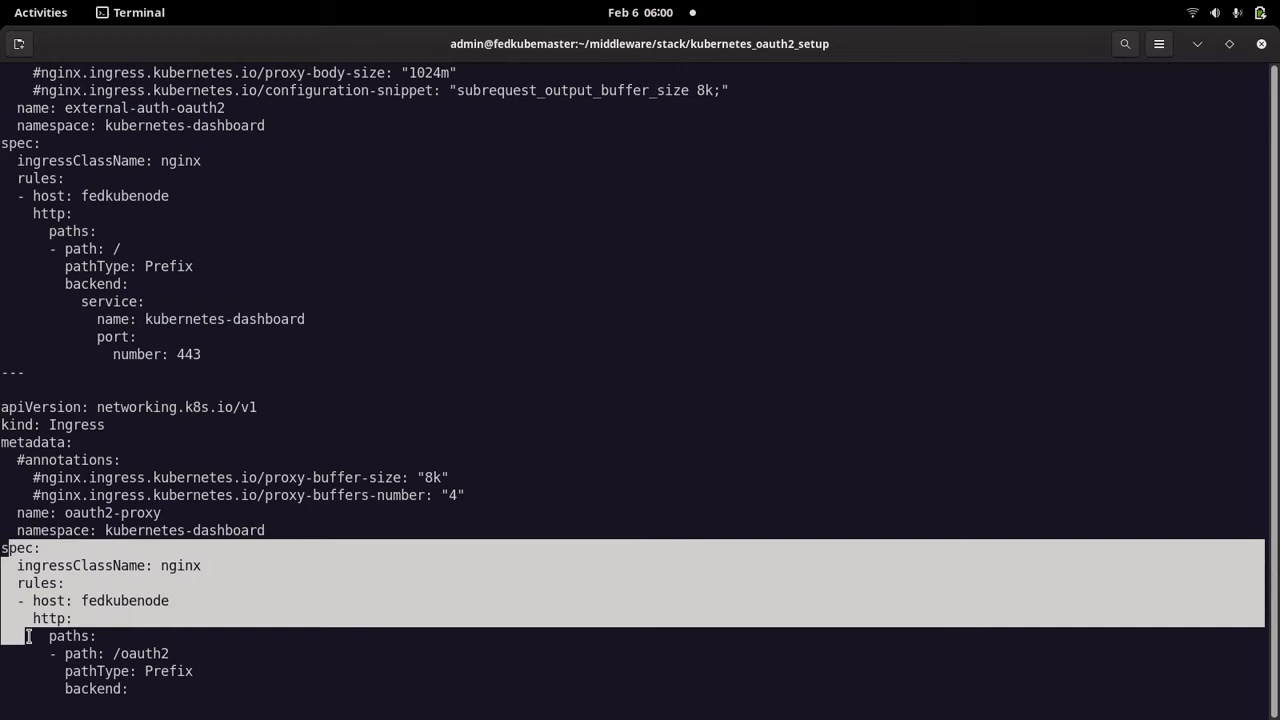 Activities
Terminal
Feb 6 06:00
admin@fedkubemaster:~/middleware/stack/kubernetes_oauth2_setup
    #nginx.ingress.kubernetes.io/proxy-body-size: "1024m"
    #nginx.ingress.kubernetes.io/configuration-snippet: "subrequest_output_buffer_size 8k;"
  name: external-auth-oauth2
  namespace: kubernetes-dashboard
spec:
  ingressClassName: nginx
  rules:
  - host: fedkubenode
    http:
      paths:
      - path: /
        pathType: Prefix
        backend:
          service:
            name: kubernetes-dashboard
            port:
              number: 443
---
apiVersion: networking.k8s.io/v1
kind: Ingress
metadata:
  #annotations:
    #nginx.ingress.kubernetes.io/proxy-buffer-size: "8k"
    #nginx.ingress.kubernetes.io/proxy-buffers-number: "4"
  name: oauth2-proxy
  namespace: kubernetes-dashboard
spec:
  ingressClassName: nginx
  rules:
  - host: fedkubenode
    http:
      paths:
      - path: /oauth2
        pathType: Prefix
        backend: